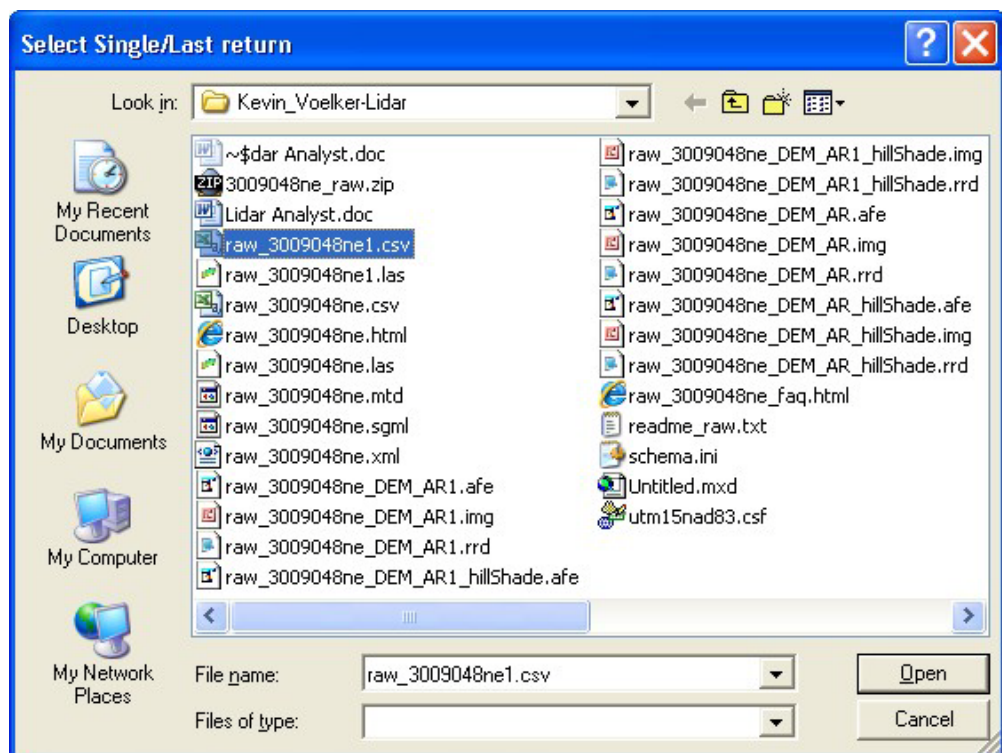 Select Single/Last return
Look in:
Kevin_Voelker-Lidar
My Recent
Documents
Desktop
My Documents
My Computer
My Network
Places
~$dar Analyst.doc
3009048ne_raw.zip
Lidar Analyst.doc
raw_3009048ne1.csv
raw_3009048ne1.las
raw_3009048ne.csv
raw_3009048ne.html
raw_3009048ne.las
raw_3009048ne.mtd
raw_3009048ne.sgml
raw_3009048ne.xml
raw_3009048ne_DEM_AR1.afe
raw_3009048ne_DEM_AR1.img
raw_3009048ne_DEM_AR1.rrd
raw_3009048ne_DEM_AR1_hillShade.afe
raw_3009048ne_DEM_AR1_hillShade.img
raw_3009048ne_DEM_AR1_hillShade.rrd
raw_3009048ne_DEM_AR.afe
raw_3009048ne_DEM_AR.img
raw_3009048ne_DEM_AR.rrd
raw_3009048ne_DEM_AR_hillShade.afe
raw_3009048ne_DEM_AR_hillShade.img
raw_3009048ne_DEM_AR_hillShade.rrd
raw_3009048ne_faq.html
readme_raw.txt
schema.ini
Untitled.mxd
utm15nad83.csf
File name:
raw_3009048ne1.csv
Open
Files of type:
Cancel